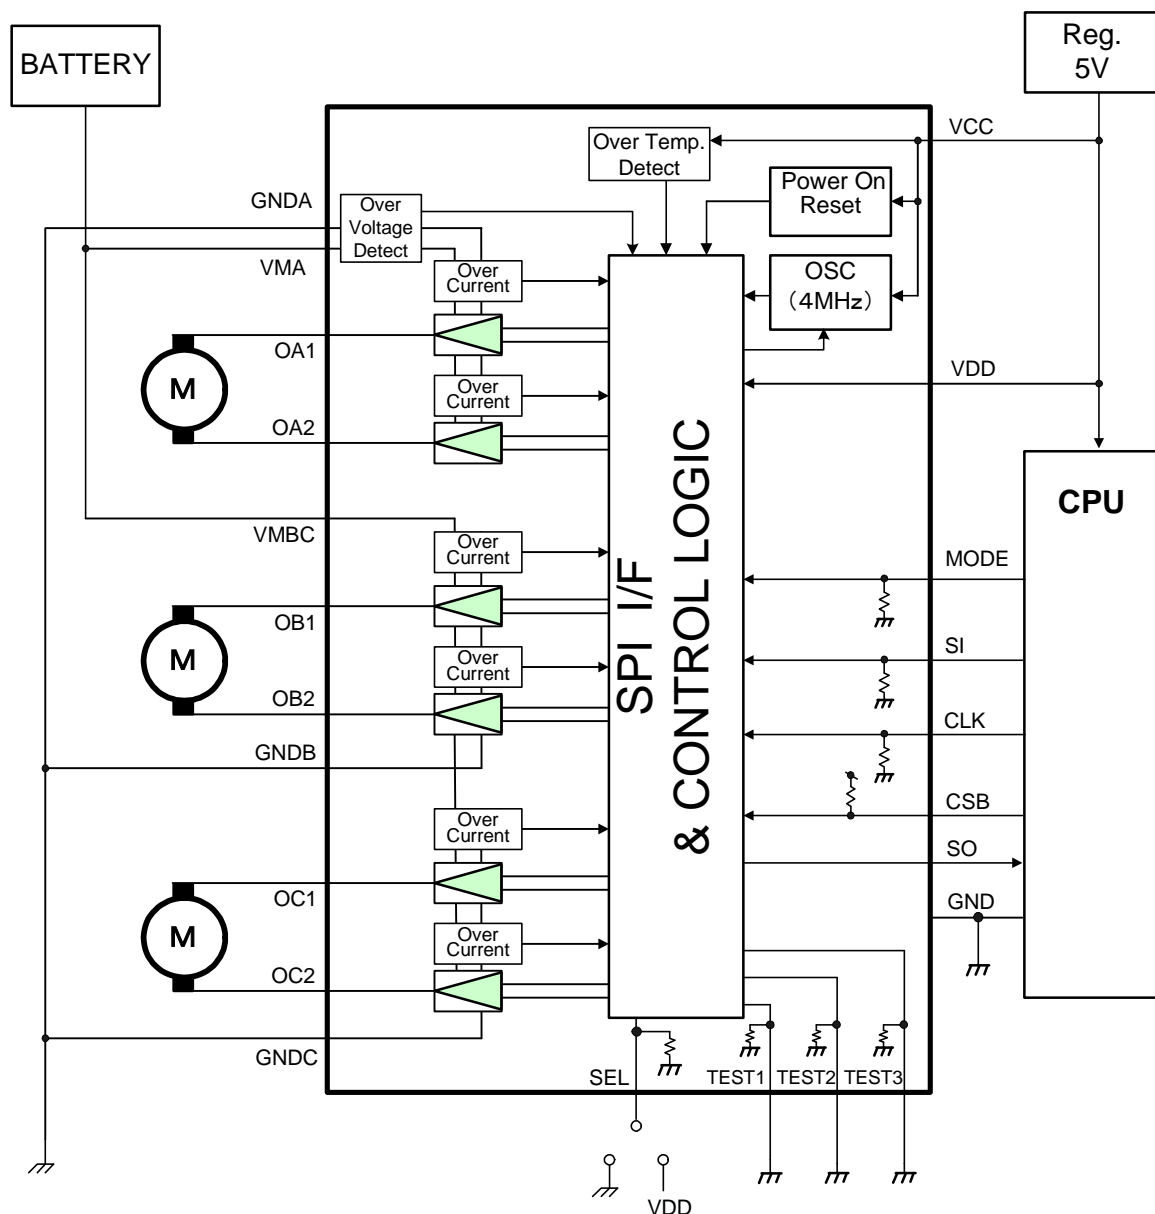 BATTERY
Reg.
5V
VCC
Over Temp.
Detect
Power On
Reset
GNDA
Over
Voltage
Detect
VMA
Over
Current
OSC
（4MHz）
OA1
M
VDD
Over
Current
OA2
SPI I/F
& CONTROL LOGIC
CPU
VMBC
Over
Current
MODE
OB1
M
SI
Over
Current
OB2
CLK
GNDB
CSB
Over
Current
SO
OC1
GND
M
Over
Current
OC2
GNDC
SEL
TEST1
TEST2
TEST3
VDD